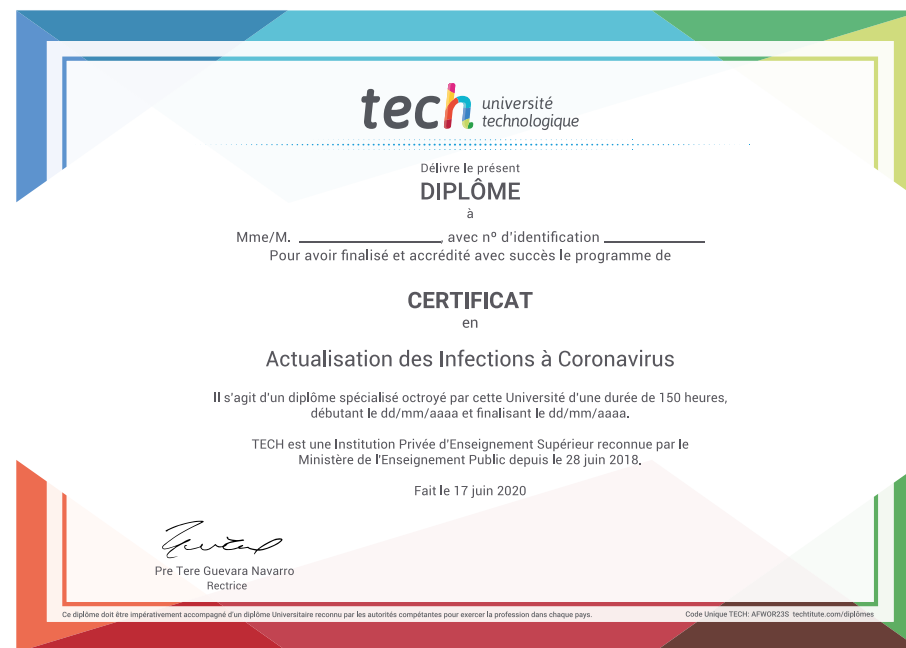 tech université
technologique
Délivre le présent
DIPLÔME
à
Mme/M. ____________, avec nº d'identification ____________
Pour avoir finalisé et accrédité avec succès le programme de
CERTIFICAT
en
Actualisation des Infections à Coronavirus
Il s'agit d'un diplôme spécialisé octroyé par cette Université d'une durée de 150 heures,
débutant le dd/mm/aaaa et finalisant le dd/mm/aaaa.
TECH est une Institution Privée d'Enseignement Supérieur reconnue par le
Ministère de l'Enseignement Public depuis le 28 juin 2018.
Fait le 17 juin 2020
Pre Tere Guevara Navarro
Rectrice
Ce diplôme doit être impérativement accompagné d'un diplôme Universitaire reconnu par les autorités compétentes pour exercer la profession dans chaque pays.
Code Unique TECH: AFWOR23S techtitute.com/diplômes